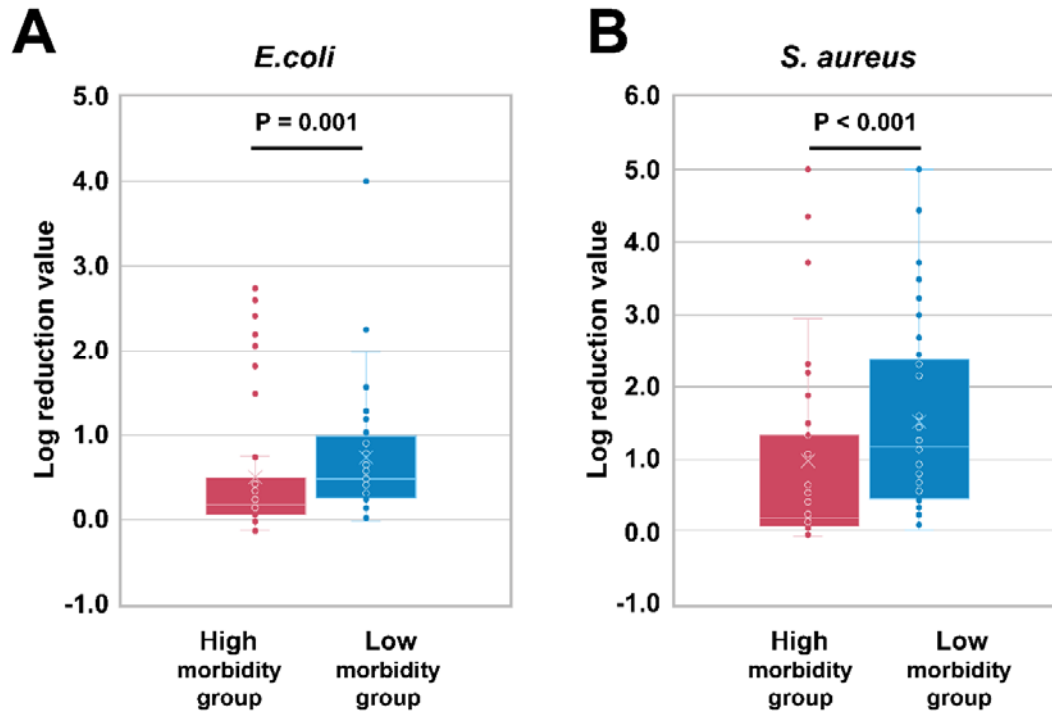 A
E.coli
P = 0.001
Log reduction value
5.0
4.0
3.0
2.0
1.0
0.0
-1.0
High
morbidity
group
Low
morbidity
group
B
S. aureus
P < 0.001
Log reduction value
6.0
5.0
4.0
3.0
2.0
1.0
0.0
-1.0
High
morbidity
group
Low
morbidity
group